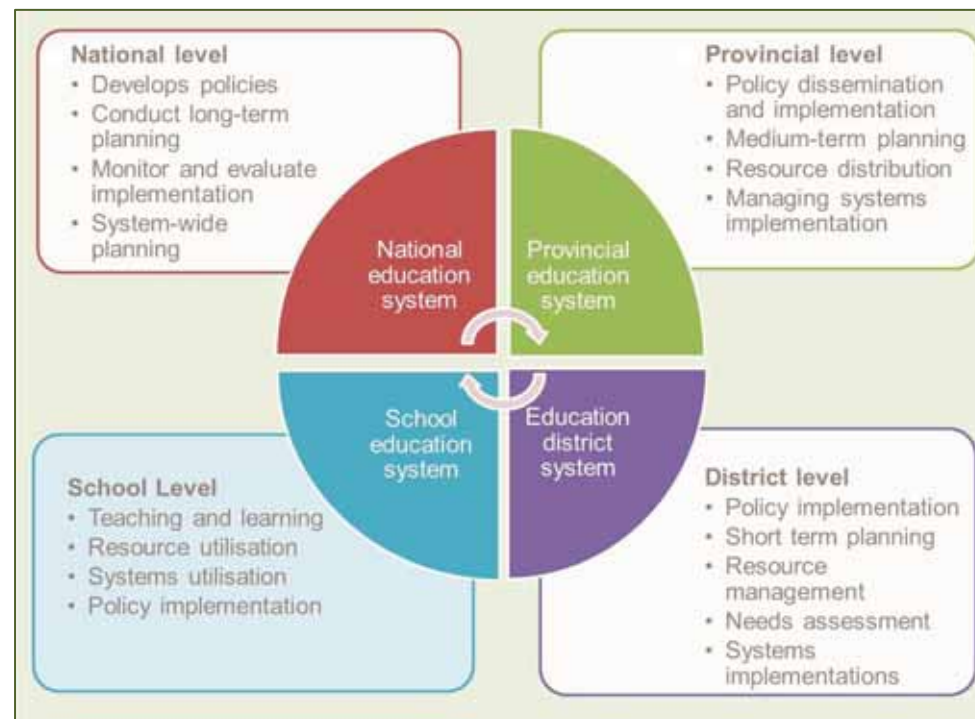 National level
• Develops policies
• Conduct long-term
planning
• Monitor and evaluate
implementation
• System-wide
planning
Provincial level
• Policy dissemination
and implementation
• Medium-term planning
• Resource distribution
• Managing systems
implementation
National
education
system
Provincial
education
system
School
education
system
Education
district
system
School Level
• Teaching and learning
• Resource utilisation
• Systems utilisation
• Policy implementation
District level
• Policy implementation
• Short term planning
• Resource
management
• Needs assessment
• Systems
implementations